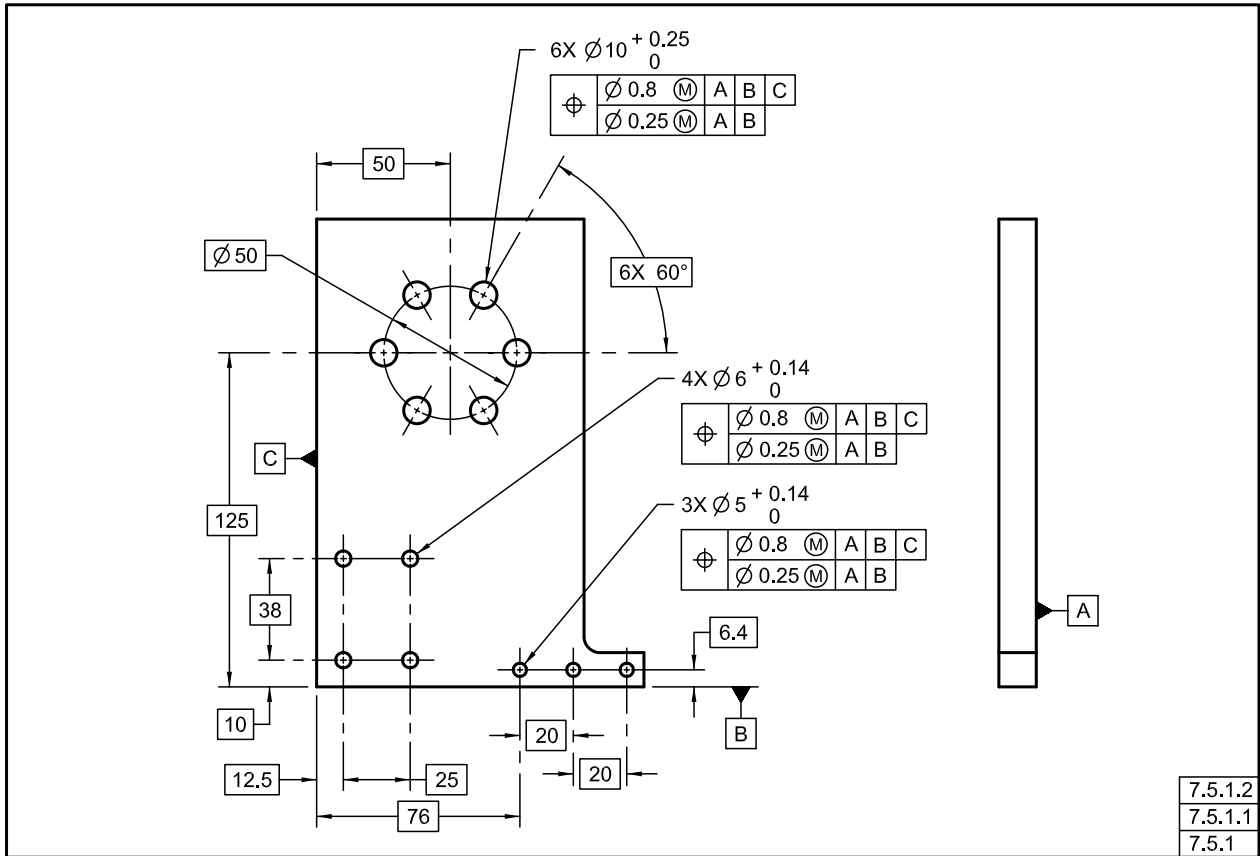 6X ∅10 + 0.25
0
⌖ ∅ 0.8 Ⓜ A B C
∅ 0.25 Ⓜ A B
50
∅ 50
6X 60°
4X ∅ 6 + 0.14
0
⌖ ∅ 0.8 Ⓜ A B C
∅ 0.25 Ⓜ A B
C
3X ∅ 5 + 0.14
0
⌖ ∅ 0.8 Ⓜ A B C
∅ 0.25 Ⓜ A B
125
38
A
6.4
10
B
20
12.5
25
20
76
7.5.1.2
7.5.1.1
7.5.1